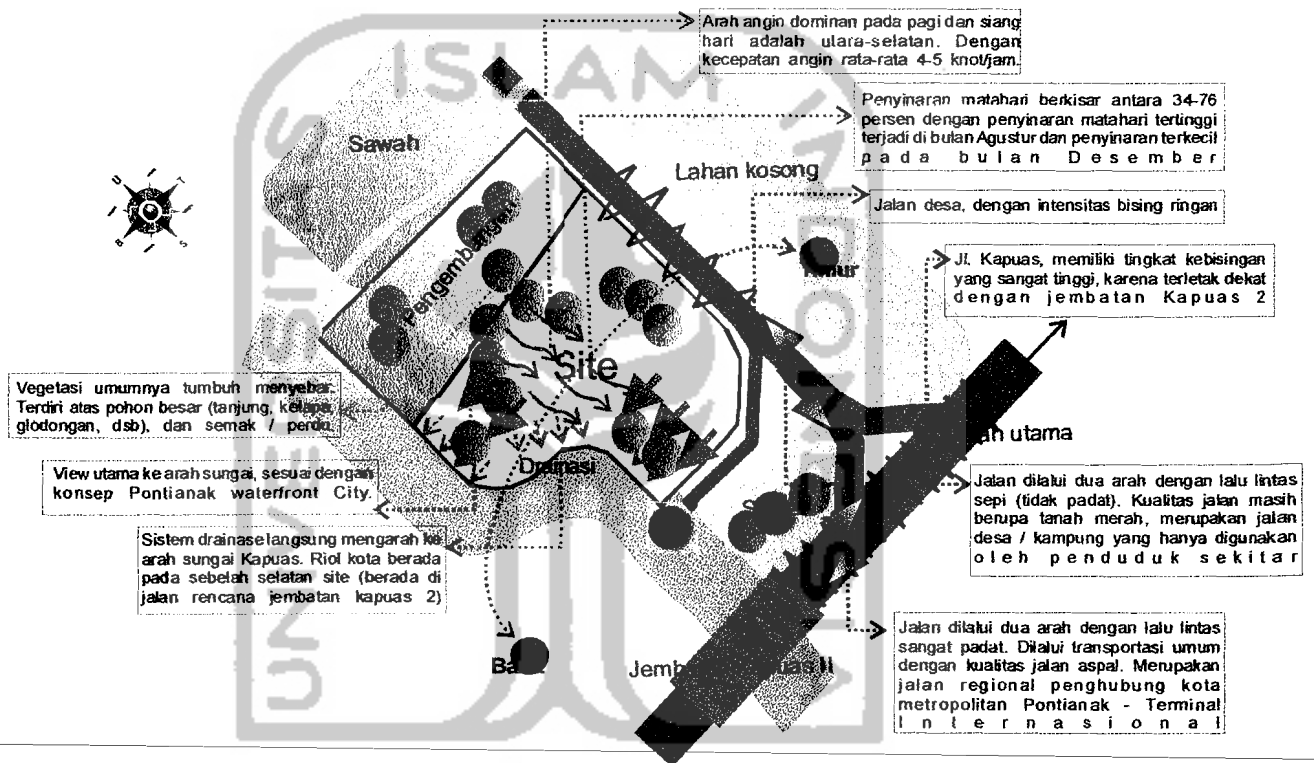 Arah angin dominan pada pagi dan siang
hari adalah utara-selatan. Dengan
kecepatan angin rata-rata 4-5 knot/jam.
Penyinaran matahari berkisar antara 34-76
persen dengan penyinaran matahari tertinggi
terjadi di bulan Agustur dan penyinaran terkecil
pada bulan Desember
Sawah
Lahan kosong
Jalan desa, dengan intensitas bising ringan
U T
B S
Pengembangan
Jl. Kapuas, memiliki tingkat kebisingan
yang sangat tinggi, karena terletak dekat
dengan jembatan Kapuas 2
Site
Vegetasi umumnya tumbuh menyebar.
Terdiri atas pohon besar (tanjung, kelapa
glodongan, dsb), dan semak / perdu
utama
View utama ke arah sungai, sesuai dengan
konsep Pontianak waterfront City.
Drainasi
Jalan dilalui dua arah dengan lalu lintas
sepi (tidak padat). Kualitas jalan masih
berupa tanah merah, merupakan jalan
desa / kampung yang hanya digunakan
oleh penduduk sekitar
Sistem drainase langsung mengarah ke
arah sungai Kapuas. Riol kota berada
pada sebelah selatan site (berada di
jalan rencana jembatan kapuas 2)
Jalan dilalui dua arah dengan lalu lintas
sangat padat. Dilalui transportasi umum
dengan kualitas jalan aspal. Merupakan
jalan regional penghubung kota
metropolitan Pontianak - Terminal
Internasional
UNIVERSITAS
ISLAM
INDONESIA